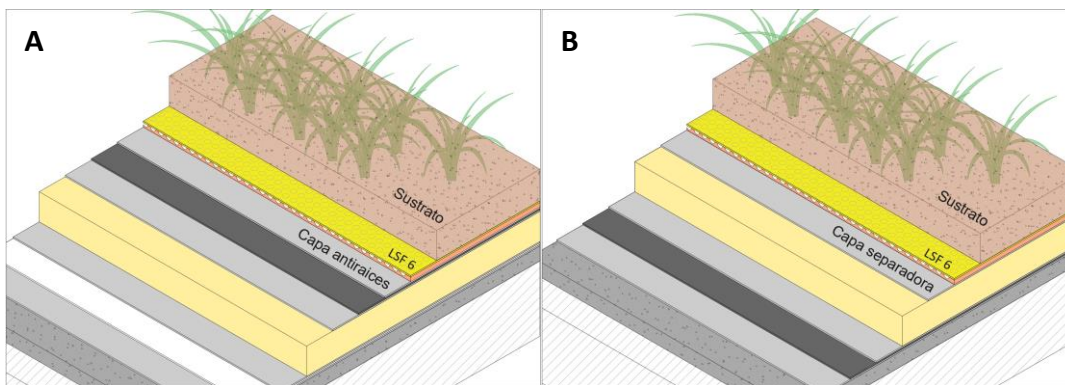 A
Sustrato
LSF 6
Capa antiraices
B
Sustrato
LSF 6
Capa separadora